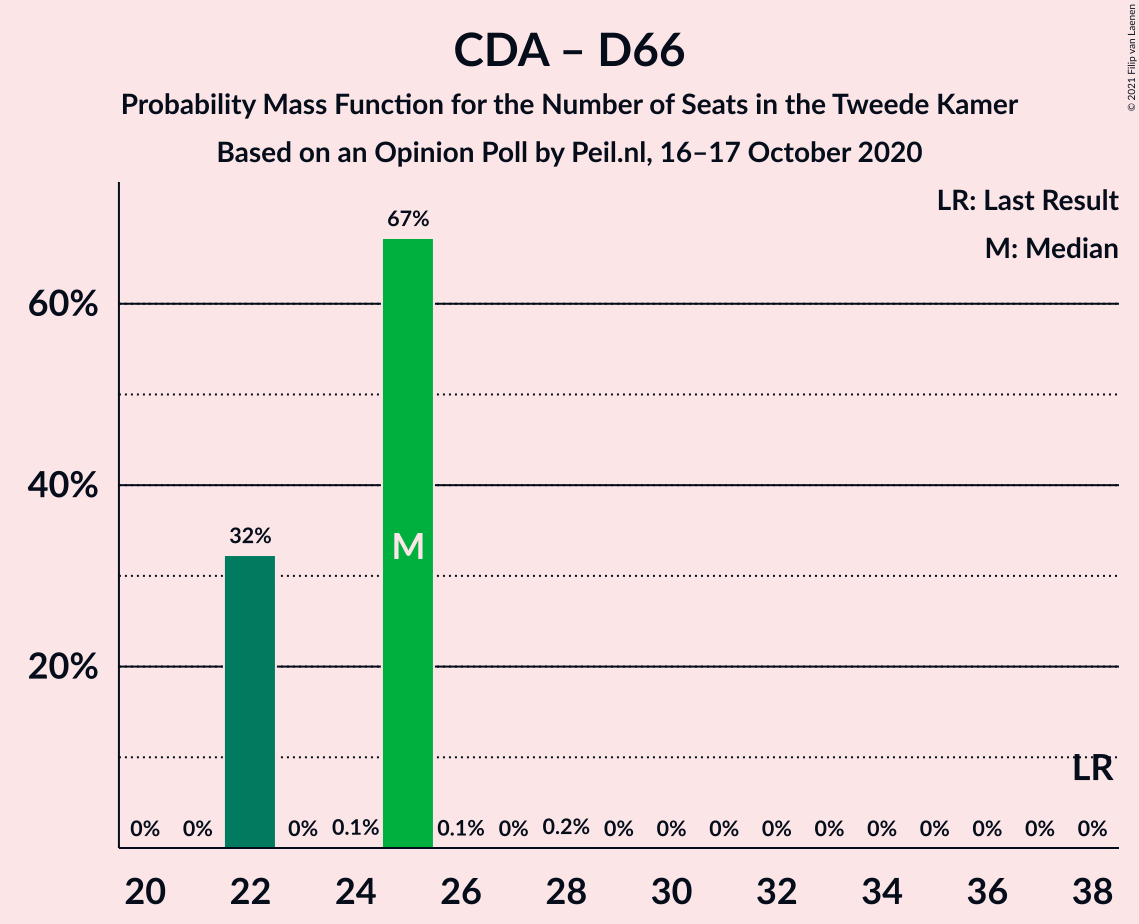 CDA – D66
Probability Mass Function for the Number of Seats in the Tweede Kamer
Based on an Opinion Poll by Peil.nl, 16–17 October 2020
© 2021 Filip van Laenen
LR: Last Result
M: Median
67%
60%
40%
32%
M
20%
LR
0% 0% 0% 0.1% 0.1% 0% 0.2% 0% 0% 0% 0% 0% 0% 0% 0% 0% 0%
20 22 24 26 28 30 32 34 36 38